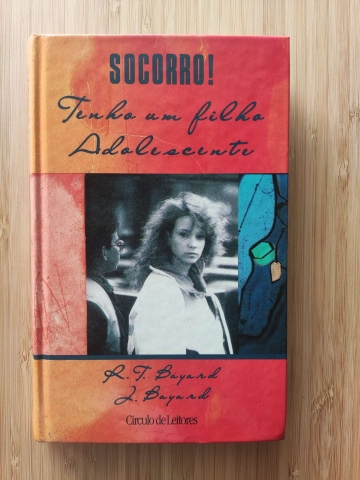 SOCORRO!
Tenho um filho
Adolescente
R. T. Bayard
J. Bayard
Círculo de Leitores